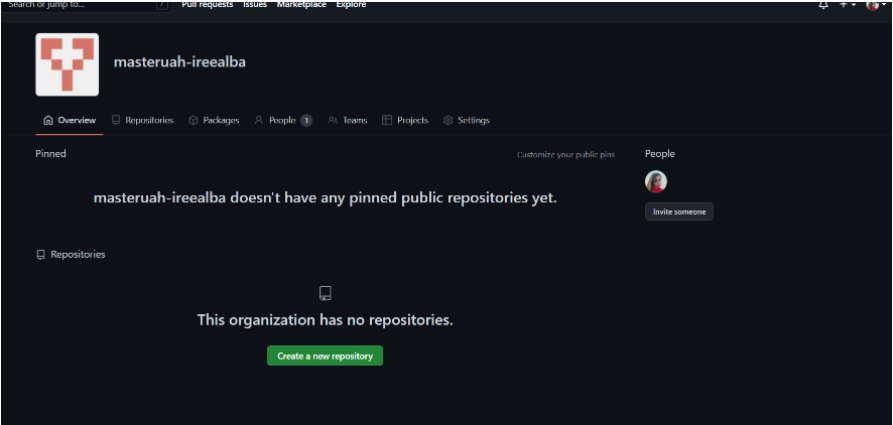 Search or jump to... / Pull requests Issues Marketplace Explore
masteruah-ireealba
Overview Repositories Packages People 1 Teams Projects Settings
Pinned Customize your public pins People
masteruah-ireealba doesn't have any pinned public repositories yet.
Invite someone
Repositories
This organization has no repositories.
Create a new repository